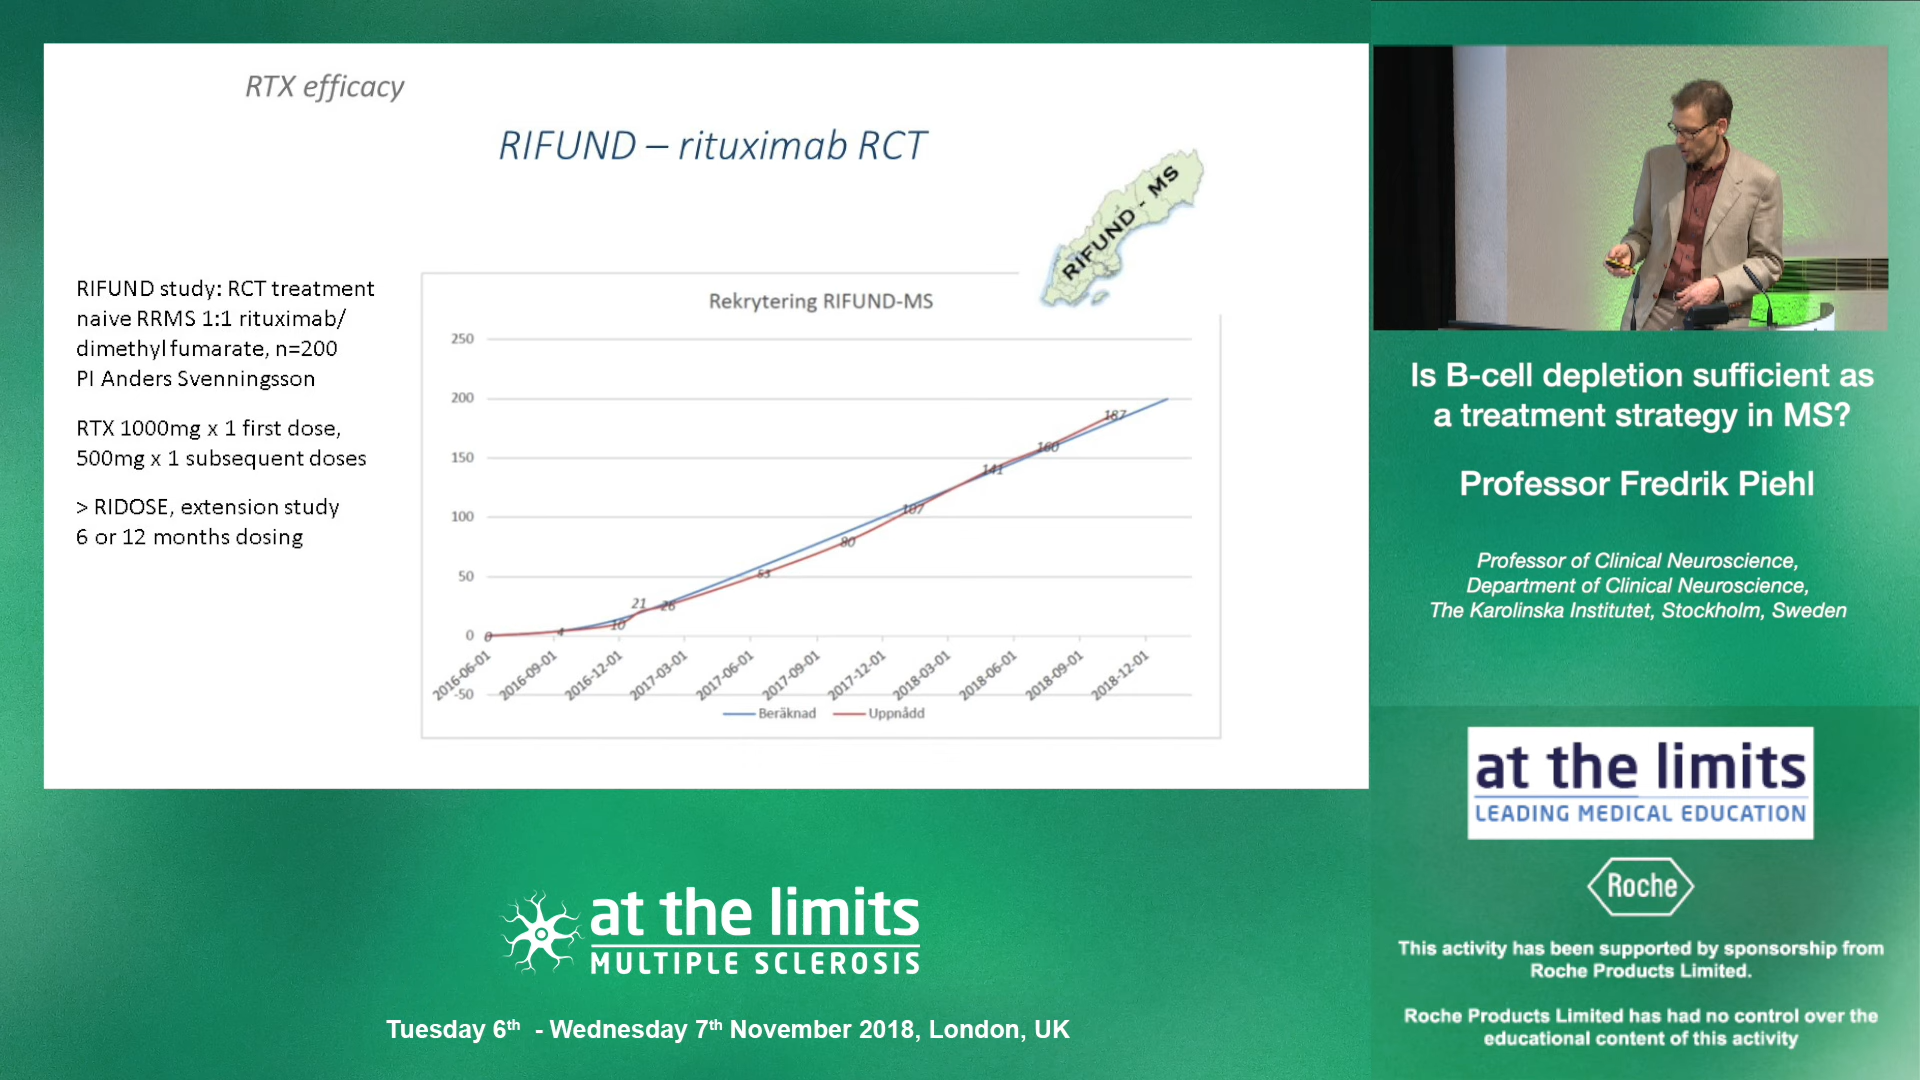 RTX efficacy
RIFUND – rituximab RCT
RIFUND - MS
RIFUND study: RCT treatment
naive RRMS 1:1 rituximab/
dimethyl fumarate, n=200
PI Anders Svenningsson
RTX 1000mg x 1 first dose,
500mg x 1 subsequent doses
> RIDOSE, extension study
6 or 12 months dosing
Rekrytering RIFUND-MS
250
200
150
100
50
0
-50
0
4
10
21
26
53
80
107
141
160
187
2016-06-01
2016-09-01
2016-12-01
2017-03-01
2017-06-01
2017-09-01
2017-12-01
2018-03-01
2018-06-01
2018-09-01
2018-12-01
Beräknad
Uppnådd
Is B-cell depletion sufficient as
a treatment strategy in MS?
Professor Fredrik Piehl
Professor of Clinical Neuroscience,
Department of Clinical Neuroscience,
The Karolinska Institutet, Stockholm, Sweden
at the limits
LEADING MEDICAL EDUCATION
Roche
This activity has been supported by sponsorship from
Roche Products Limited.
Roche Products Limited has had no control over the
educational content of this activity
at the limits
MULTIPLE SCLEROSIS
Tuesday 6th - Wednesday 7th November 2018, London, UK